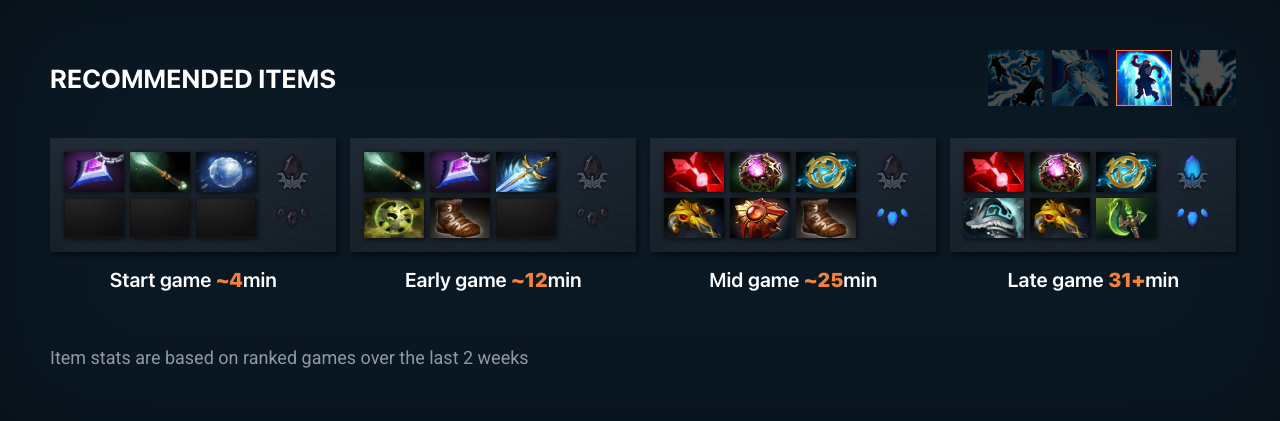 RECOMMENDED ITEMS
Start game ~4min
Early game ~12min
Mid game ~25min
Late game 31+min
Item stats are based on ranked games over the last 2 weeks